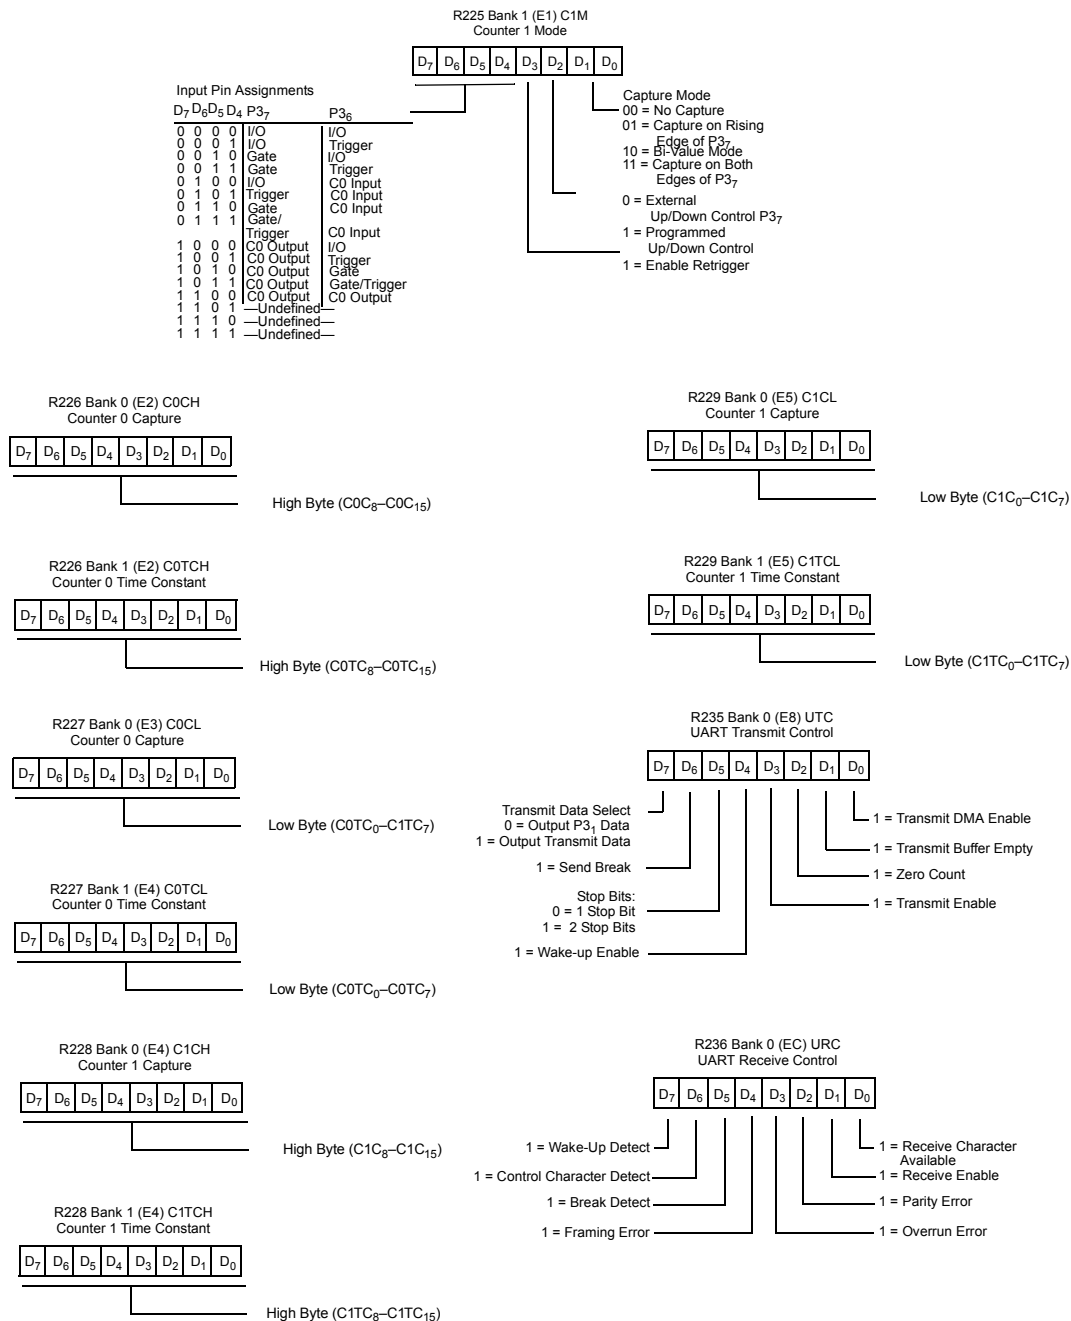 R225 Bank 1 (E1) C1M
Counter 1 Mode
D7 D6 D5 D4 D3 D2 D1 D0
Input Pin Assignments
D7 D6 D5 D4 P37 P36
0 0 0 0 I/O I/O
0 0 0 1 I/O Trigger
0 0 1 0 Gate I/O
0 0 1 1 Gate Trigger
0 1 0 0 I/O C0 Input
0 1 0 1 Trigger C0 Input
0 1 1 0 Gate C0 Input
0 1 1 1 Gate/
Trigger C0 Input
1 0 0 0 C0 Output I/O
1 0 0 1 C0 Output Trigger
1 0 1 0 C0 Output Gate
1 0 1 1 C0 Output Gate/Trigger
1 1 0 0 C0 Output C0 Output
1 1 0 1 —Undefined—
1 1 1 0 —Undefined—
1 1 1 1 —Undefined—
Capture Mode
00 = No Capture
01 = Capture on Rising
Edge of P37
10 = Bi-Value Mode
11 = Capture on Both
Edges of P37
0 = External
Up/Down Control P37
1 = Programmed
Up/Down Control
1 = Enable Retrigger
R226 Bank 0 (E2) C0CH
Counter 0 Capture
D7 D6 D5 D4 D3 D2 D1 D0
High Byte (C0C8–C0C15)
R226 Bank 1 (E2) C0TCH
Counter 0 Time Constant
D7 D6 D5 D4 D3 D2 D1 D0
High Byte (C0TC8–C0TC15)
R227 Bank 0 (E3) C0CL
Counter 0 Capture
D7 D6 D5 D4 D3 D2 D1 D0
Low Byte (C0TC0–C1TC7)
R227 Bank 1 (E4) C0TCL
Counter 0 Time Constant
D7 D6 D5 D4 D3 D2 D1 D0
Low Byte (C0TC0–C0TC7)
R228 Bank 0 (E4) C1CH
Counter 1 Capture
D7 D6 D5 D4 D3 D2 D1 D0
High Byte (C1C8–C1C15)
R228 Bank 1 (E4) C1TCH
Counter 1 Time Constant
D7 D6 D5 D4 D3 D2 D1 D0
High Byte (C1TC8–C1TC15)
R229 Bank 0 (E5) C1CL
Counter 1 Capture
D7 D6 D5 D4 D3 D2 D1 D0
Low Byte (C1C0–C1C7)
R229 Bank 1 (E5) C1TCL
Counter 1 Time Constant
D7 D6 D5 D4 D3 D2 D1 D0
Low Byte (C1TC0–C1TC7)
R235 Bank 0 (E8) UTC
UART Transmit Control
D7 D6 D5 D4 D3 D2 D1 D0
Transmit Data Select
0 = Output P31 Data
1 = Output Transmit Data
1 = Send Break
Stop Bits:
0 = 1 Stop Bit
1 = 2 Stop Bits
1 = Wake-up Enable
1 = Transmit DMA Enable
1 = Transmit Buffer Empty
1 = Zero Count
1 = Transmit Enable
R236 Bank 0 (EC) URC
UART Receive Control
D7 D6 D5 D4 D3 D2 D1 D0
1 = Wake-Up Detect
1 = Control Character Detect
1 = Break Detect
1 = Framing Error
1 = Receive Character
Available
1 = Receive Enable
1 = Parity Error
1 = Overrun Error